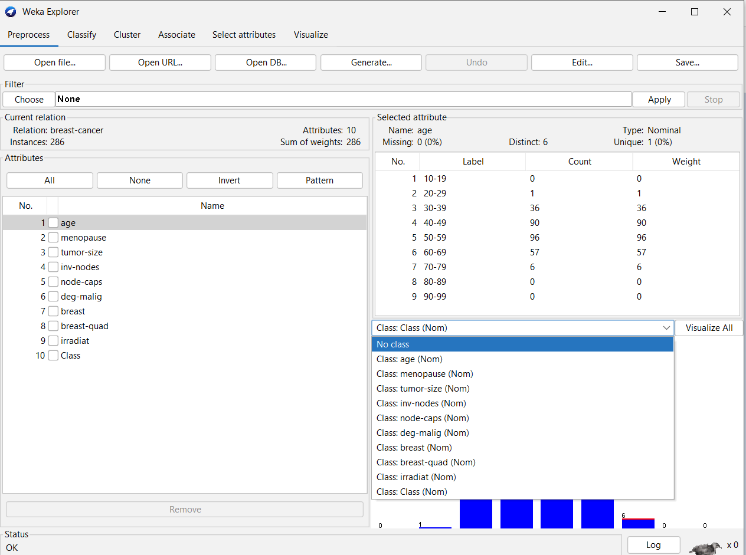 Weka Explorer
Preprocess Classify Cluster Associate Select attributes Visualize
Open file... Open URL... Open DB... Generate... Undo Edit... Save...
Filter
Choose None Apply Stop
Current relation
Relation: breast-cancer Attributes: 10
Instances: 286 Sum of weights: 286
Attributes
All None Invert Pattern
No. Name
1 age
2 menopause
3 tumor-size
4 inv-nodes
5 node-caps
6 deg-malig
7 breast
8 breast-quad
9 irradiat
10 Class
Remove
Selected attribute
Name: age Type: Nominal
Missing: 0 (0%) Distinct: 6 Unique: 1 (0%)
No. Label Count Weight
1 10-19 0 0
2 20-29 1 1
3 30-39 36 36
4 40-49 90 90
5 50-59 96 96
6 60-69 57 57
7 70-79 6 6
8 80-89 0 0
9 90-99 0 0
Class: Class (Nom) Visualize All
No class
Class: age (Nom)
Class: menopause (Nom)
Class: tumor-size (Nom)
Class: inv-nodes (Nom)
Class: node-caps (Nom)
Class: deg-malig (Nom)
Class: breast (Nom)
Class: breast-quad (Nom)
Class: irradiat (Nom)
Class: Class (Nom)
0 1 6 0 0
Status
OK Log x 0